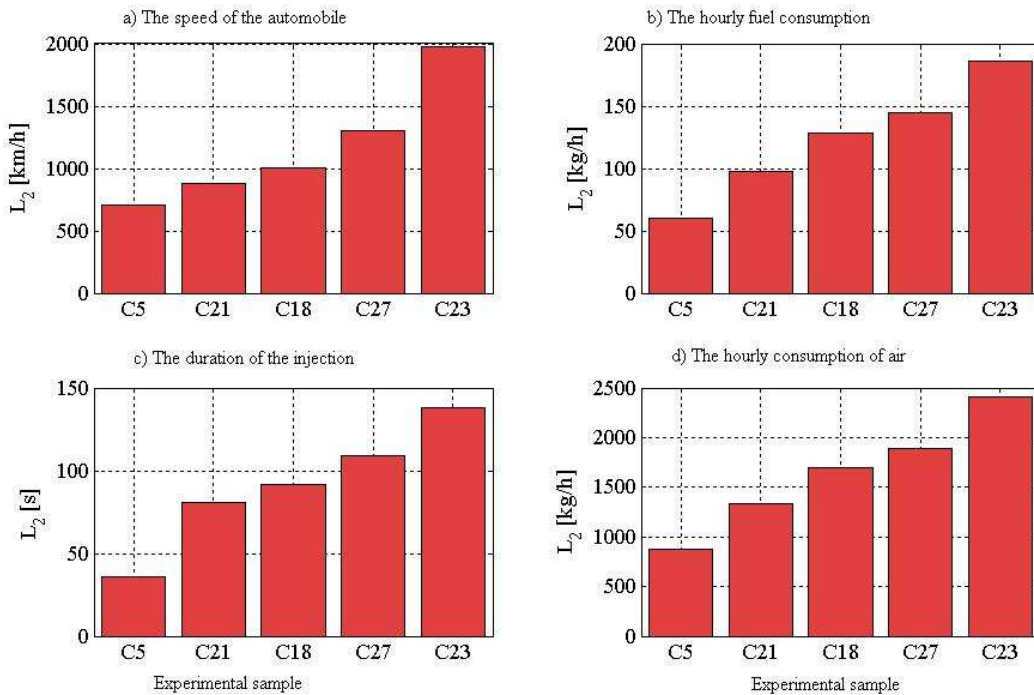 a) The speed of the automobile
2000
1500
1000
500
0
L2 [km/h]
C5 C21 C18 C27 C23
b) The hourly fuel consumption
200
150
100
50
0
L2 [kg/h]
C5 C21 C18 C27 C23
c) The duration of the injection
150
100
50
0
L2 [s]
C5 C21 C18 C27 C23
Experimental sample
d) The hourly consumption of air
2500
2000
1500
1000
500
0
L2 [kg/h]
C5 C21 C18 C27 C23
Experimental sample